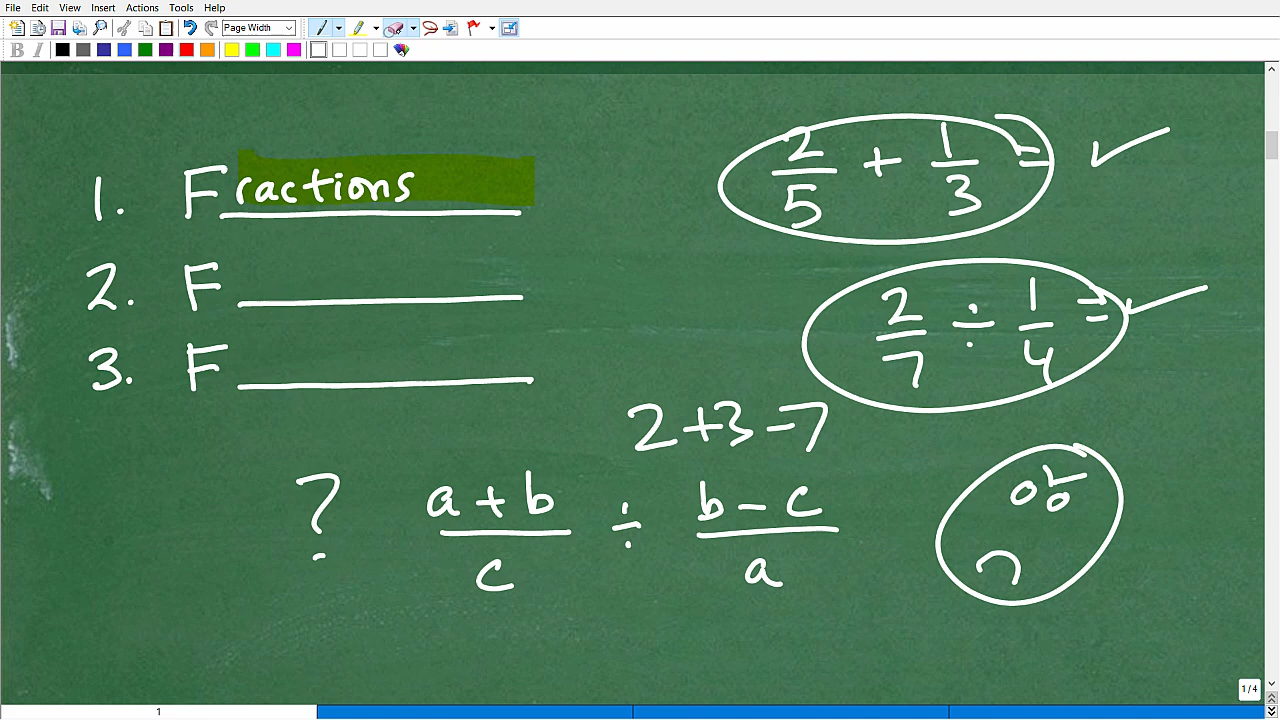 File Edit View Insert Actions Tools Help
Page Width
B I
1. Fractions
2/5 + 1/3 =
2. F
2/7 ÷ 1/4 =
3. F
2+3-7
? a+b/c ÷ b-c/a
1/4
1